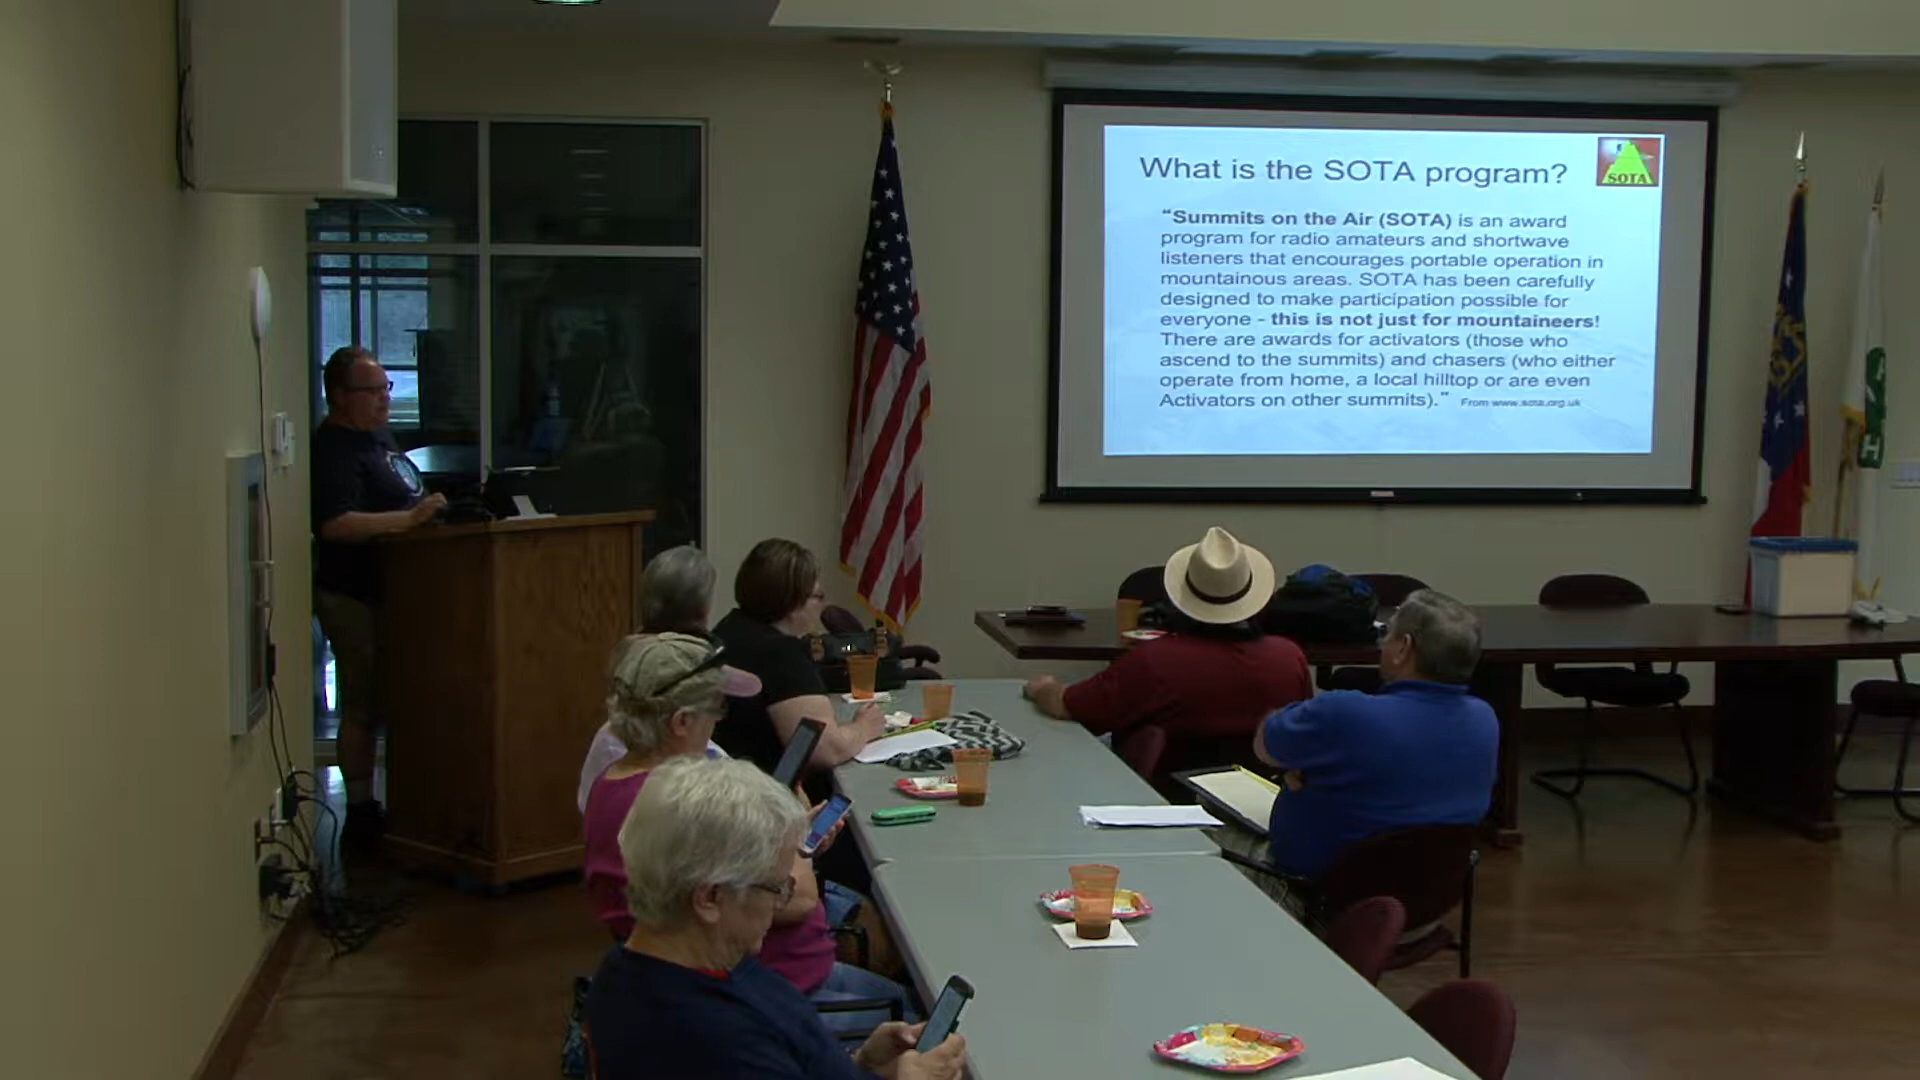 What is the SOTA program?
SOTA
“Summits on the Air (SOTA) is an award
program for radio amateurs and shortwave
listeners that encourages portable operation in
mountainous areas. SOTA has been carefully
designed to make participation possible for
everyone - this is not just for mountaineers!
There are awards for activators (those who
ascend to the summits) and chasers (who either
operate from home, a local hilltop or are even
Activators on other summits).” From www.sota.org.uk
H